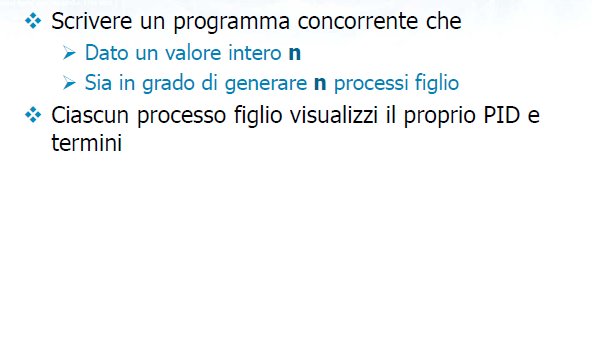 Scrivere un programma concorrente che
Dato un valore intero n
Sia in grado di generare n processi figlio
Ciascun processo figlio visualizzi il proprio PID e
termini